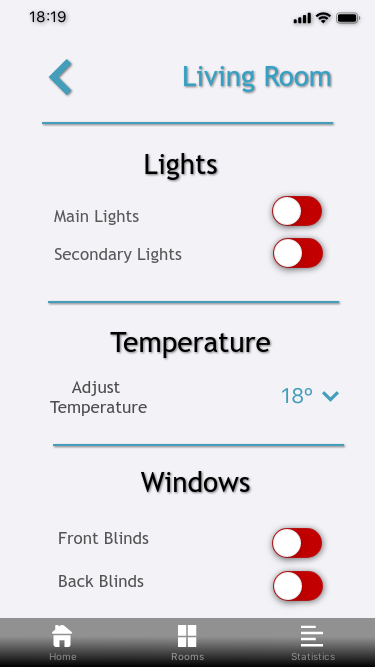 18:19
Living Room
Lights
Main Lights
Secondary Lights
Temperature
Adjust
Temperature
18º
Windows
Front Blinds
Back Blinds
Home
Rooms
Statistics